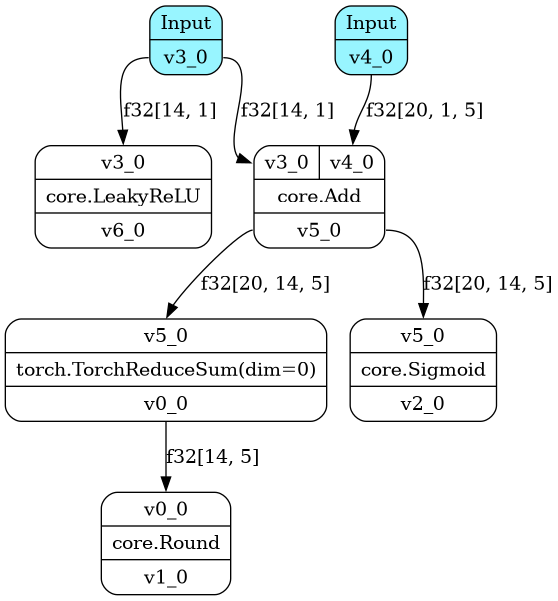 Input
v3_0
Input
v4_0
f32[14, 1]
f32[14, 1]
f32[20, 1, 5]
v3_0
core.LeakyReLU
v6_0
v3_0 v4_0
core.Add
v5_0
f32[20, 14, 5]
f32[20, 14, 5]
v5_0
torch.TorchReduceSum(dim=0)
v0_0
v5_0
core.Sigmoid
v2_0
f32[14, 5]
v0_0
core.Round
v1_0